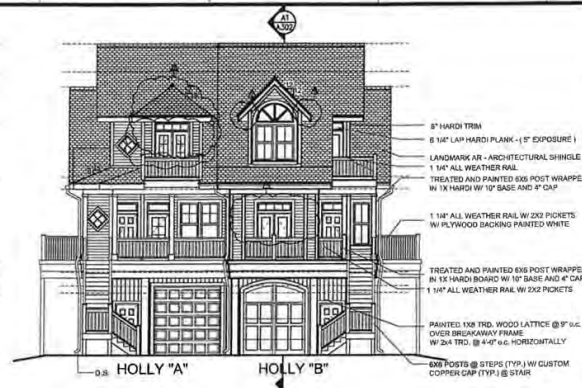 A1
A302
8" HARDI TRIM
6 1/4" LAP HARDI PLANK - ( 5" EXPOSURE )
LANDMARK AR - ARCHITECTURAL SHINGLE
1 1/4" ALL WEATHER RAIL
TREATED AND PAINTED 6X6 POST WRAPPE
IN 1X HARDI W/ 10" BASE AND 4" CAP
1 1/4" ALL WEATHER RAIL W/ 2X2 PICKETS
W/ PLYWOOD BACKING PAINTED WHITE
TREATED AND PAINTED 6X6 POST WRAPPE
IN 1X HARDI BOARD W/ 10" BASE AND 4" CAP
1 1/4" ALL WEATHER RAIL W/ 2X2 PICKETS
PAINTED 1X8 TRD. WOOD LATTICE @ 9" o.c.
OVER BREAKAWAY FRAME
W/ 2x4 TRD. @ 4'-0" o.c. HORIZONTALLY
6X6 POSTS @ STEPS (TYP.) W/ CUSTOM
COPPER CAP (TYP.) @ STAIR
D.S.
HOLLY "A"
HOLLY "B"